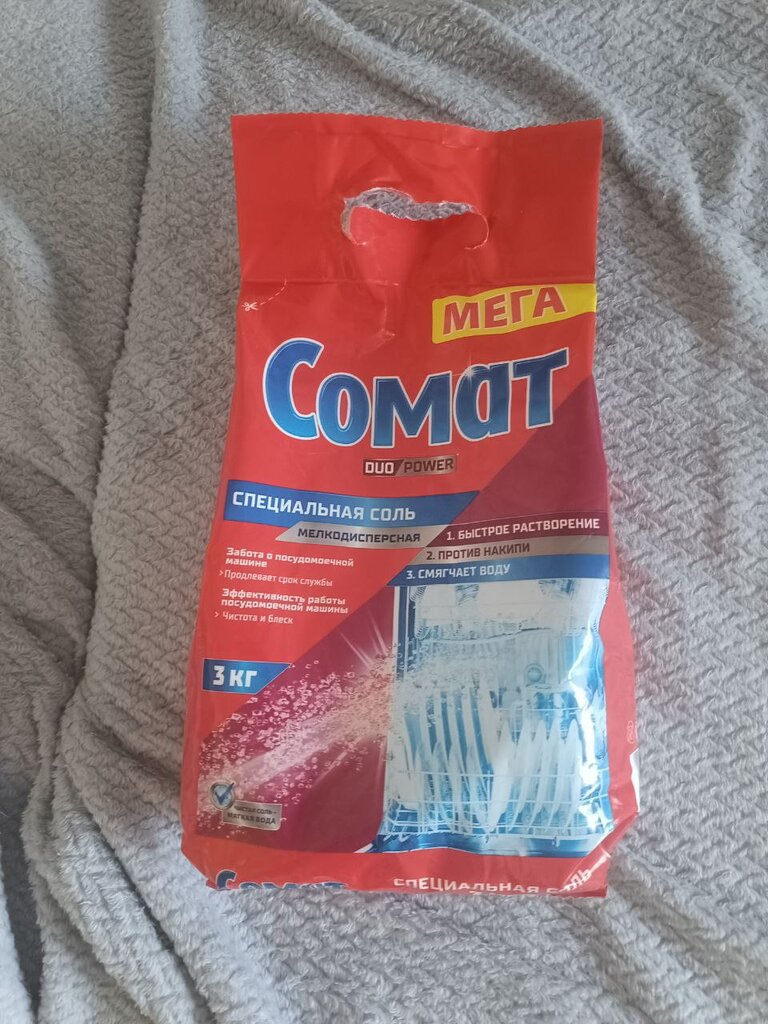 МЕГА
Сомат
DUO POWER
СПЕЦИАЛЬНАЯ СОЛЬ
МЕЛКОДИСПЕРСНАЯ
1. БЫСТРОЕ РАСТВОРЕНИЕ
2. ПРОТИВ НАКИПИ
3. СМЯГЧАЕТ ВОДУ
Забота о посудомоечной
машине
> Продлевает срок службы
Эффективность работы
посудомоечной машины
> Чистота и блеск
3 КГ
ЧИСТАЯ СОЛЬ -
МЯГКАЯ ВОДА
Сомат СПЕЦИАЛЬНАЯ СОЛЬ